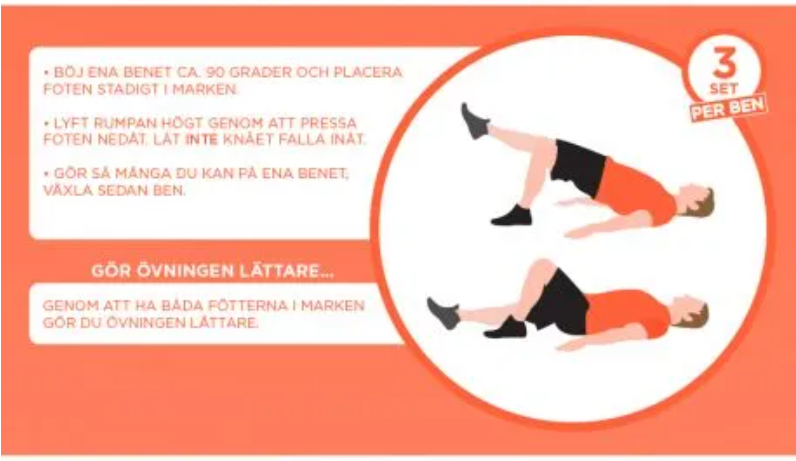 • BÖJ ENA BENET CA. 90 GRADER OCH PLACERA
FOTEN STADIGT I MARKEN.
• LYFT RUMPAN HÖGT GENOM ATT PRESSA
FOTEN NEDÅT. LÅT INTE KNÄET FALLA INÅT.
• GÖR SÅ MÅNGA DU KAN PÅ ENA BENET,
VÄXLA SEDAN BEN.
3
SET
PER BEN
GÖR ÖVNINGEN LÄTTARE...
GENOM ATT HA BÅDA FÖTTERNA I MARKEN
GÖR DU ÖVNINGEN LÄTTARE.